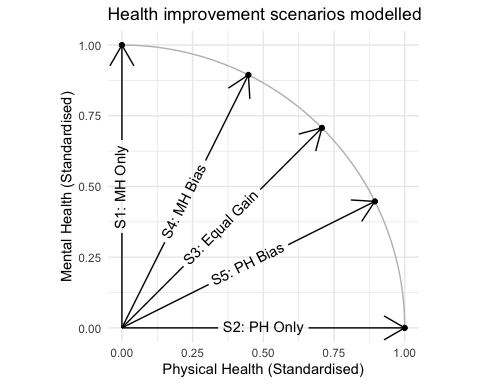 Health improvement scenarios modelled
Mental Health (Standardised)
1.00
0.75
0.50
0.25
0.00
S1: MH Only
S4: MH Bias
S3: Equal Gain
S5: PH Bias
S2: PH Only
0.00 0.25 0.50 0.75 1.00
Physical Health (Standardised)